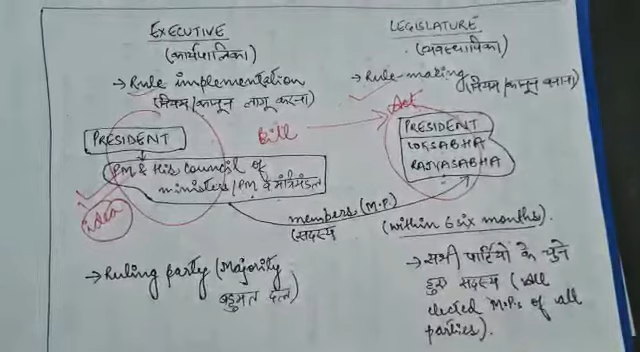 EXECUTIVE
(कार्यपालिका)
→ Rule implementation
(नियम/कानून लागू करना)
PRESIDENT
PM & His Council of
ministers/PM व मंत्रिमंडल
Idea
Bill
→ Ruling party (Majority
बहुमत दल)
LEGISLATURE
(व्यवस्थापिका)
→ Rule-making
(नियम/कानून बनाना)
Act
PRESIDENT
LOKSABHA
RAJYASABHA
members (M.P.)
(सदस्य
(within 6 six months).
→ सभी पार्टियों के चुने
हुए सदस्य (All
elected M.P.s of all
parties).